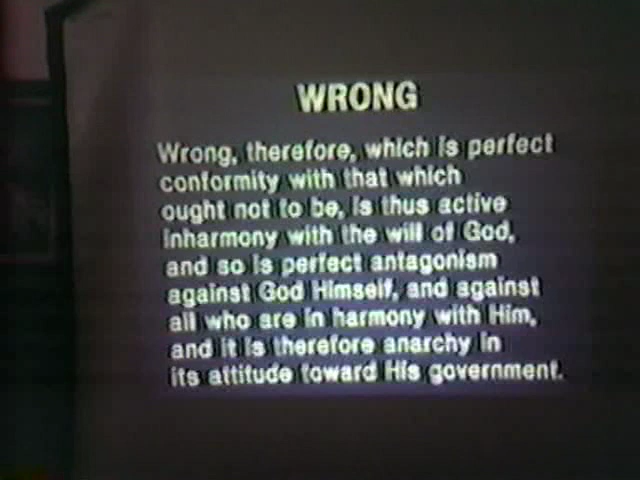 WRONG
Wrong, therefore, which is perfect
conformity with that which
ought not to be, is thus active
inharmony with the will of God,
and so is perfect antagonism
against God Himself, and against
all who are in harmony with Him,
and it is therefore anarchy in
its attitude toward His government.